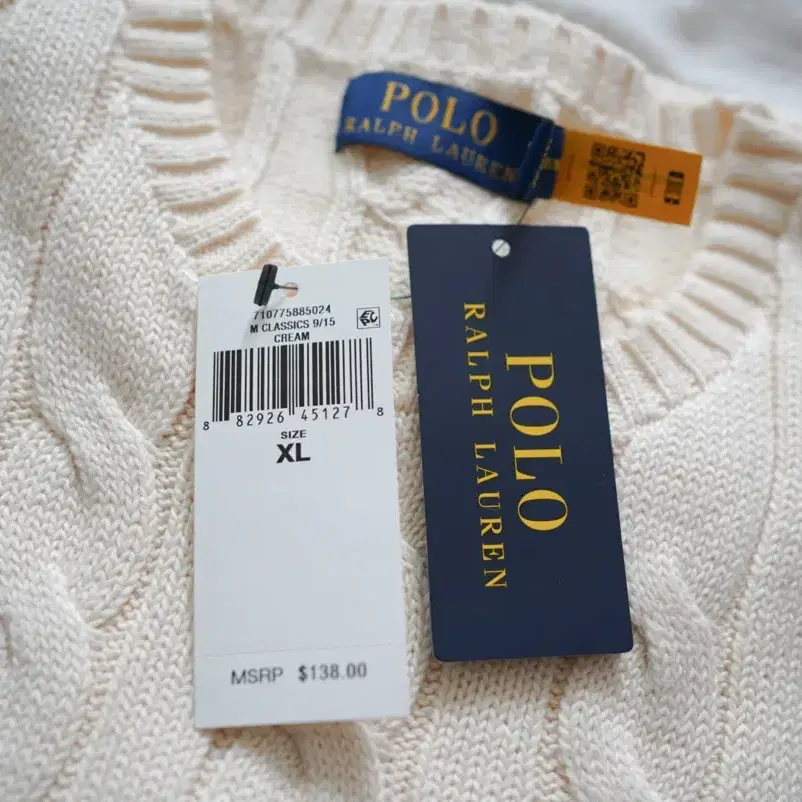 POLO
RALPH LAUREN
710775885024
M CLASSICS 9/15
CREAM
8 82926 45127 8
SIZE
XL
MSRP $138.00
POLO
RALPH LAUREN